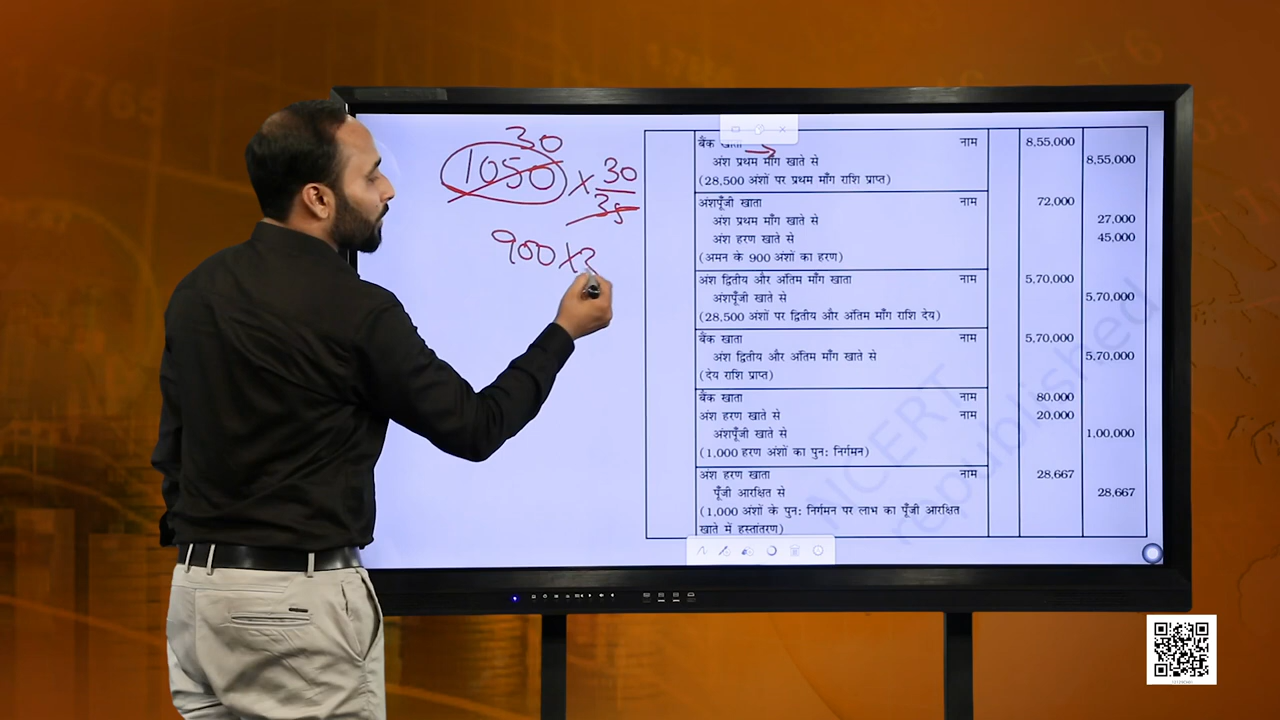 30
1050 × 30
35
900×3
बैंक खाता नाम 8,55,000
अंश प्रथम माँग खाते से 8,55,000
(28,500 अंशों पर प्रथम माँग राशि प्राप्त)
अंशपूँजी खाता नाम 72,000
अंश प्रथम माँग खाते से 27,000
अंश हरण खाते से 45,000
(अमन के 900 अंशों का हरण)
अंश द्वितीय और अंतिम माँग खाता नाम 5,70,000
अंशपूँजी खाते से 5,70,000
(28,500 अंशों पर द्वितीय और अंतिम माँग राशि देय)
बैंक खाता नाम 5,70,000
अंश द्वितीय और अंतिम माँग खाते से 5,70,000
(देय राशि प्राप्त)
बैंक खाता नाम 80,000
अंश हरण खाते से नाम 20,000
अंशपूँजी खाते से 1,00,000
(1,000 हरण अंशों का पुनः निर्गमन)
अंश हरण खाता नाम 28,667
पूँजी आरक्षित से 28,667
(1,000 अंशों के पुनः निर्गमन पर लाभ का पूँजी आरक्षित
खाते में हस्तांतरण)
NCERT
republished